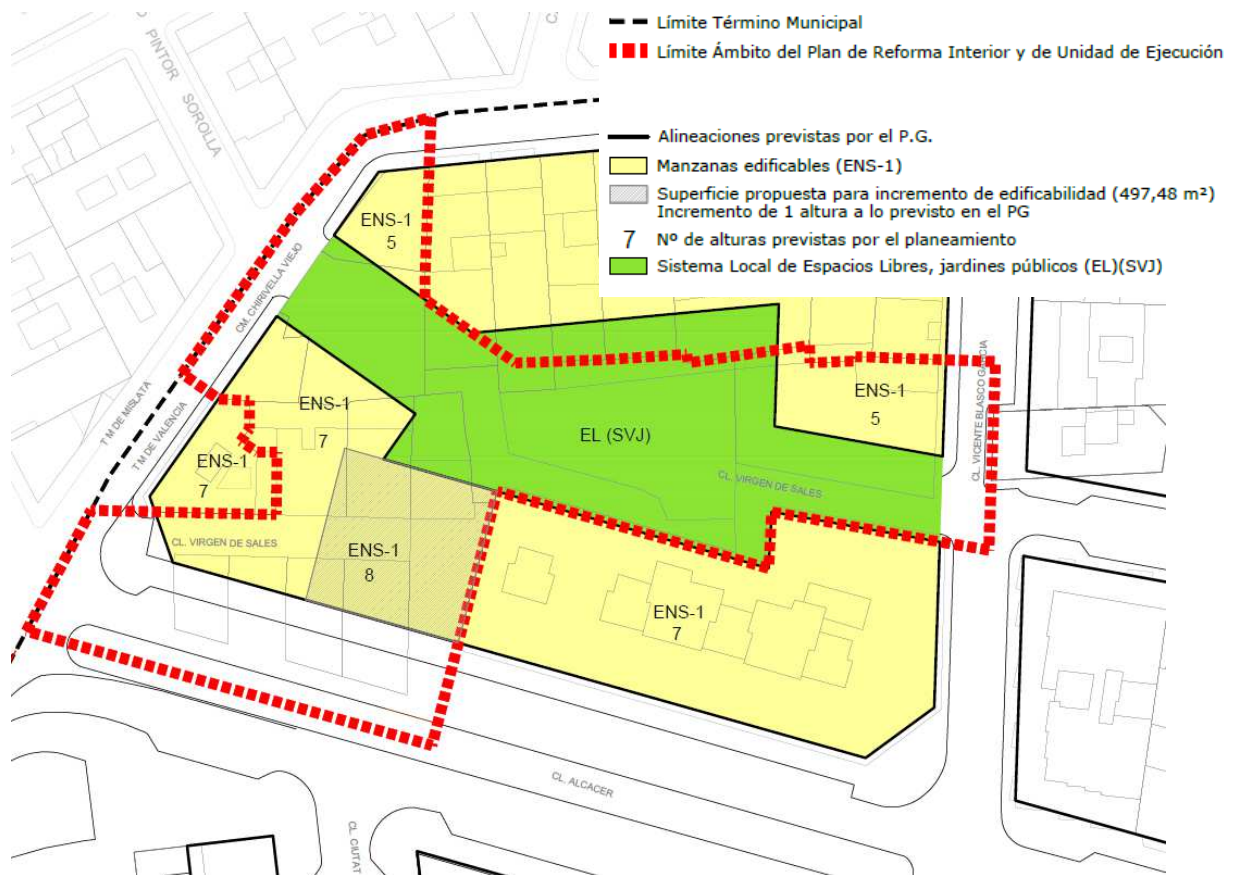 Límite Término Municipal
Límite Ámbito del Plan de Reforma Interior y de Unidad de Ejecución
Alineaciones previstas por el P.G.
Manzanas edificables (ENS-1)
Superficie propuesta para incremento de edificabilidad (497,48 m²)
Incremento de 1 altura a lo previsto en el PG
7 Nº de alturas previstas por el planeamiento
Sistema Local de Espacios Libres, jardines públicos (EL)(SVJ)
PINTOR SOROLLA
ENS-1
5
CM. CHIRIVELLA VIEJO
T M DE MISLATA
T M DE VALENCIA
ENS-1
7
ENS-1
7
EL (SVJ)
ENS-1
5
CL. VICENTE BLASCO GARCIA
CL. VIRGEN DE SALES
CL. VIRGEN DE SALES
ENS-1
8
ENS-1
7
CL. ALCACER
CL. CIUTAT